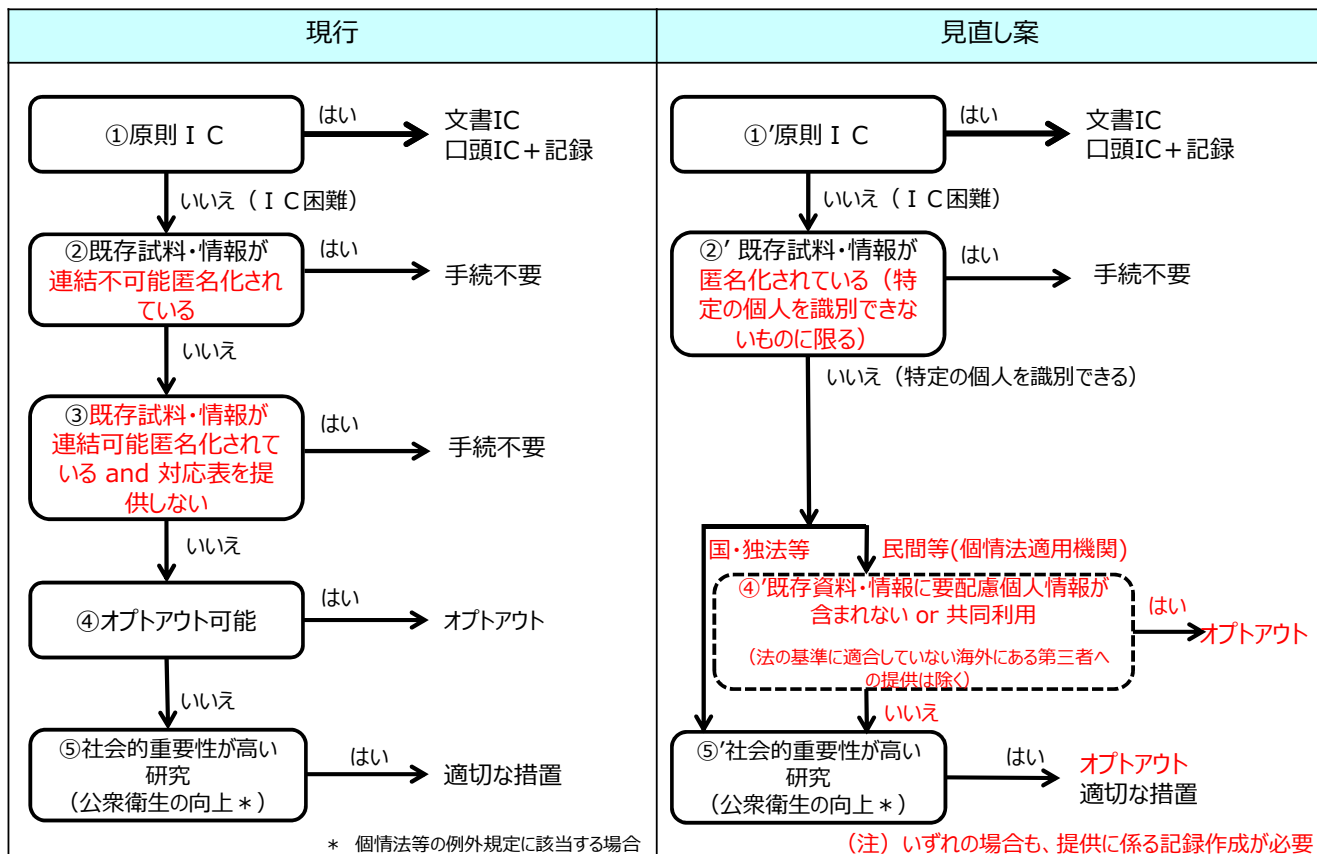 現行
①原則ＩＣ
はい
文書IC
口頭IC＋記録
いいえ（ＩＣ困難）
②既存試料・情報が
連結不可能匿名化され
ている
はい
手続不要
いいえ
③既存試料・情報が
連結可能匿名化されて
いる and 対応表を提
供しない
はい
手続不要
いいえ
④オプトアウト可能
はい
オプトアウト
いいえ
⑤社会的重要性が高い
研究
（公衆衛生の向上＊）
はい
適切な措置
＊ 個情法等の例外規定に該当する場合
見直し案
①’原則ＩＣ
はい
文書IC
口頭IC＋記録
いいえ（ＩＣ困難）
②’ 既存試料・情報が
匿名化されている（特
定の個人を識別できな
いものに限る）
はい
手続不要
いいえ（特定の個人を識別できる）
国・独法等
民間等(個情法適用機関)
④’既存資料・情報に要配慮個人情報が
含まれない or 共同利用
（法の基準に適合していない海外にある第三者へ
の提供は除く）
はい
オプトアウト
いいえ
⑤’社会的重要性が高い
研究
（公衆衛生の向上＊）
はい
オプトアウト
適切な措置
（注）いずれの場合も、提供に係る記録作成が必要